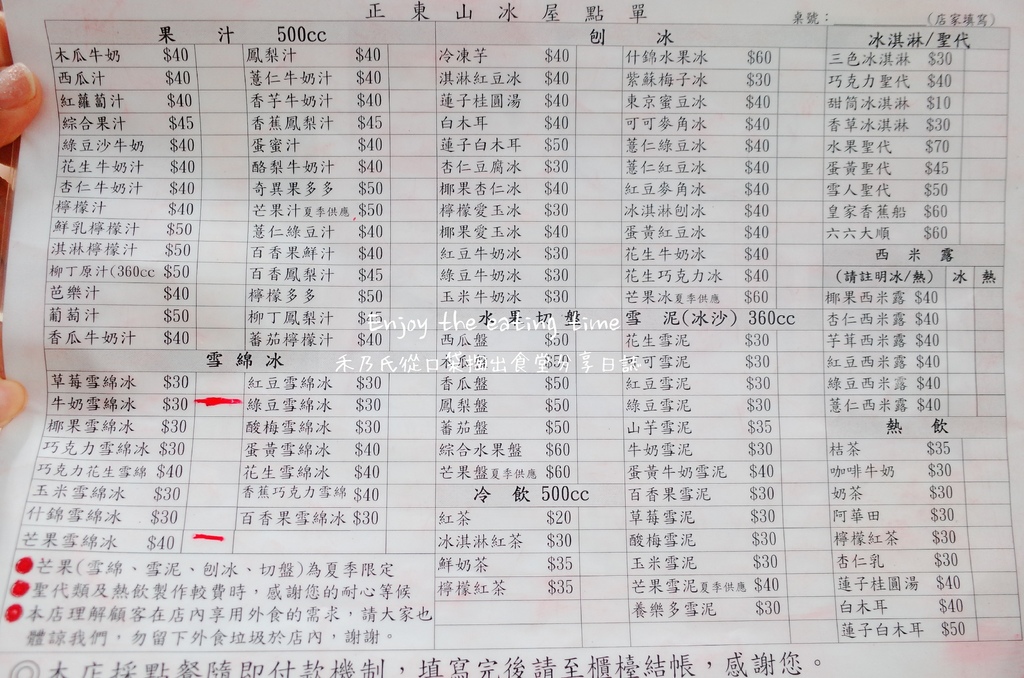 正東山冰屋點單
桌號：__________(店家填寫)
果汁 500cc
木瓜牛奶 $40 鳳梨汁 $40
西瓜汁 $40 薏仁牛奶汁 $40
紅蘿蔔汁 $40 香芋牛奶汁 $40
綜合果汁 $45 香蕉鳳梨汁 $45
綠豆沙牛奶 $40 蛋蜜汁 $40
花生牛奶汁 $40 酪梨牛奶汁 $40
杏仁牛奶汁 $40 奇異果多多 $50
檸檬汁 $40 芒果汁夏季供應 $50
鮮乳檸檬汁 $50 薏仁綠豆汁 $40
淇淋檸檬汁 $50 百香果鮮汁 $40
柳丁原汁(360cc $50 百香鳳梨汁 $45
芭樂汁 $40 檸檬多多 $50
葡萄汁 $50 柳丁鳳梨汁 $45
香瓜牛奶汁 $40 蕃茄檸檬汁 $40
雪綿冰
草莓雪綿冰 $30 紅豆雪綿冰 $30
牛奶雪綿冰 $30 綠豆雪綿冰 $30
椰果雪綿冰 $30 酸梅雪綿冰 $30
巧克力雪綿冰 $30 蛋黃雪綿冰 $40
巧克力花生雪綿 $40 花生雪綿冰 $40
玉米雪綿冰 $30 香蕉巧克力雪綿 $40
什錦雪綿冰 $30 百香果雪綿冰 $30
芒果雪綿冰 $40
●芒果(雪綿、雪泥、刨冰、切盤)為夏季限定
●聖代類及熱飲製作較費時，感謝您的耐心等候
●本店理解顧客在店內享用外食的需求，請大家也
體諒我們，勿留下外食垃圾於店內，謝謝。
刨冰
冷凍芋 $40 什錦水果冰 $60
淇淋紅豆冰 $40 紫蘇梅子冰 $30
蓮子桂圓湯 $40 東京蜜豆冰 $40
白木耳 $40 可可麥角冰 $40
蓮子白木耳 $50 薏仁綠豆冰 $40
杏仁豆腐冰 $30 薏仁紅豆冰 $40
椰果杏仁冰 $40 紅豆麥角冰 $40
檸檬愛玉冰 $30 冰淇淋刨冰 $40
椰果愛玉冰 $40 蛋黃紅豆冰 $40
紅豆牛奶冰 $30 花生牛奶冰 $40
綠豆牛奶冰 $30 花生巧克力冰 $40
玉米牛奶冰 $30 芒果冰夏季供應 $60
水果切盤
西瓜盤 $50
$50
香瓜盤 $50
鳳梨盤 $50
蕃茄盤 $50
綜合水果盤 $60
芒果盤夏季供應 $60
冷飲 500cc
紅茶 $20
冰淇淋紅茶 $30
鮮奶茶 $35
檸檬紅茶 $35
雪泥(冰沙) 360cc
花生雪泥 $30
可可雪泥 $30
紅豆雪泥 $30
綠豆雪泥 $30
山芋雪泥 $35
牛奶雪泥 $30
蛋黃牛奶雪泥 $40
百香果雪泥 $30
草莓雪泥 $30
酸梅雪泥 $30
玉米雪泥 $30
芒果雪泥夏季供應 $40
養樂多雪泥 $30
冰淇淋/聖代
三色冰淇淋 $30
巧克力聖代 $40
甜筒冰淇淋 $10
香草冰淇淋 $30
水果聖代 $70
蛋黃聖代 $45
雪人聖代 $50
皇家香蕉船 $60
六六大順 $60
西米露
(請註明冰/熱) 冰 熱
椰果西米露 $40
杏仁西米露 $40
芋茸西米露 $40
紅豆西米露 $40
綠豆西米露 $40
薏仁西米露 $40
熱飲
桔茶 $35
咖啡牛奶 $30
奶茶 $30
阿華田 $30
檸檬紅茶 $30
杏仁乳 $30
蓮子桂圓湯 $40
白木耳 $40
蓮子白木耳 $50
◎本店採點餐隨即付款機制，填寫完後請至櫃檯結帳，感謝您。
Enjoy the eating time
禾乃氏從口菜掏出食堂分享日誌